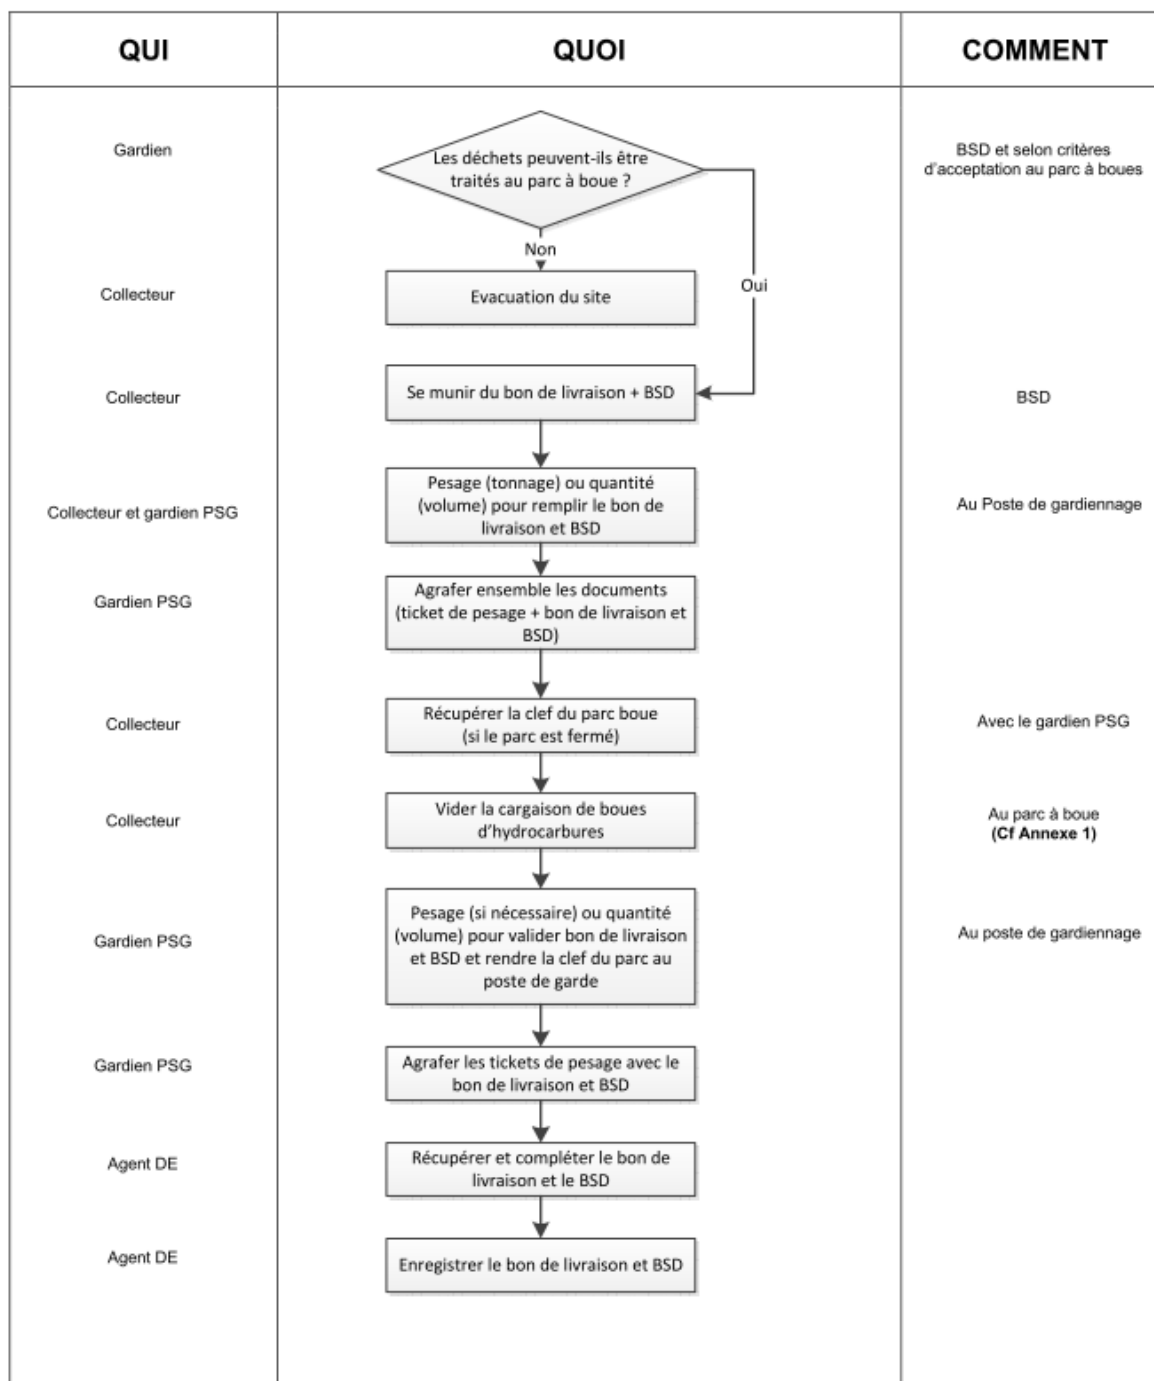 QUI
QUOI
COMMENT
Gardien
Les déchets peuvent-ils être
traités au parc à boue ?
BSD et selon critères
d'acceptation au parc à boues
Non
Oui
Collecteur
Evacuation du site
Collecteur
Se munir du bon de livraison + BSD
BSD
Collecteur et gardien PSG
Pesage (tonnage) ou quantité
(volume) pour remplir le bon de
livraison et BSD
Au Poste de gardiennage
Gardien PSG
Agrafer ensemble les documents
(ticket de pesage + bon de livraison et
BSD)
Collecteur
Récupérer la clef du parc boue
(si le parc est fermé)
Avec le gardien PSG
Collecteur
Vider la cargaison de boues
d'hydrocarbures
Au parc à boue
(Cf Annexe 1)
Gardien PSG
Pesage (si nécessaire) ou quantité
(volume) pour valider bon de livraison
et BSD et rendre la clef du parc au
poste de garde
Au poste de gardiennage
Gardien PSG
Agrafer les tickets de pesage avec le
bon de livraison et BSD
Agent DE
Récupérer et compléter le bon de
livraison et le BSD
Agent DE
Enregistrer le bon de livraison et BSD